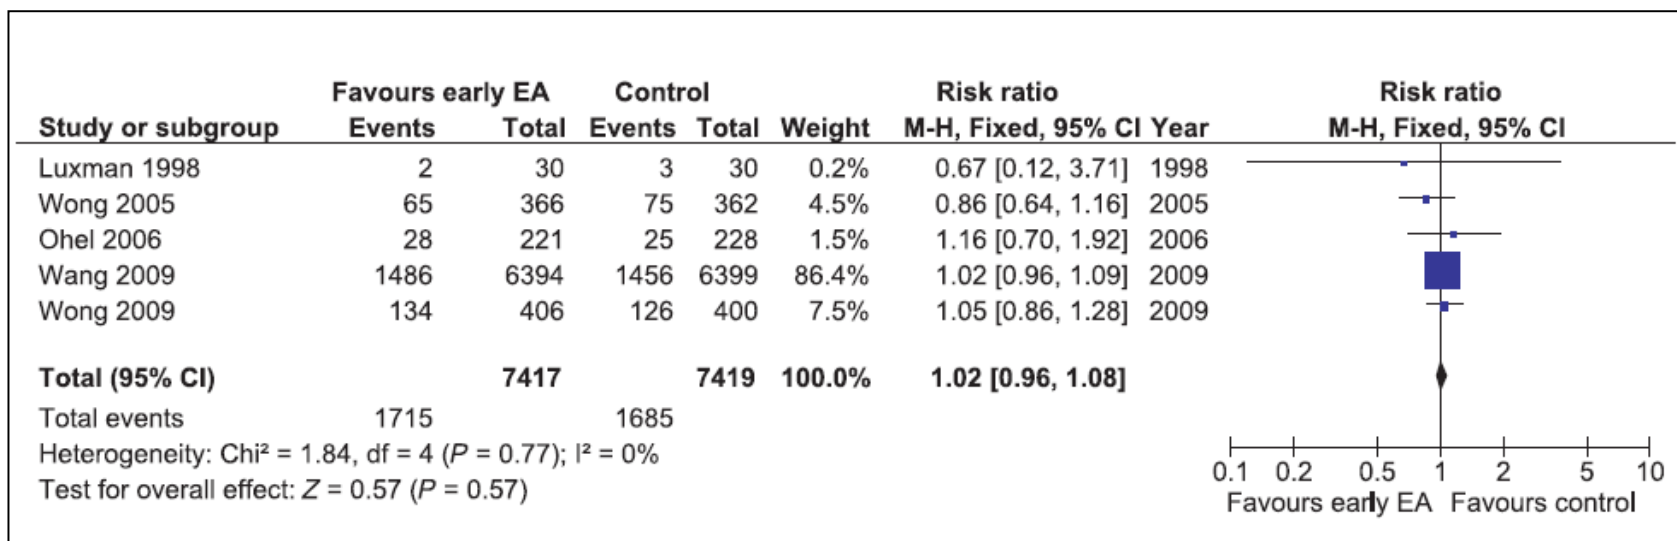 Favours early EA Control Risk ratio Risk ratio
Study or subgroup Events Total Events Total Weight M-H, Fixed, 95% CI Year M-H, Fixed, 95% CI
Luxman 1998 2 30 3 30 0.2% 0.67 [0.12, 3.71] 1998
Wong 2005 65 366 75 362 4.5% 0.86 [0.64, 1.16] 2005
Ohel 2006 28 221 25 228 1.5% 1.16 [0.70, 1.92] 2006
Wang 2009 1486 6394 1456 6399 86.4% 1.02 [0.96, 1.09] 2009
Wong 2009 134 406 126 400 7.5% 1.05 [0.86, 1.28] 2009
Total (95% CI) 7417 7419 100.0% 1.02 [0.96, 1.08]
Total events 1715 1685
Heterogeneity: Chi² = 1.84, df = 4 (P = 0.77); I² = 0%
Test for overall effect: Z = 0.57 (P = 0.57)
0.1 0.2 0.5 1 2 5 10
Favours early EA Favours control